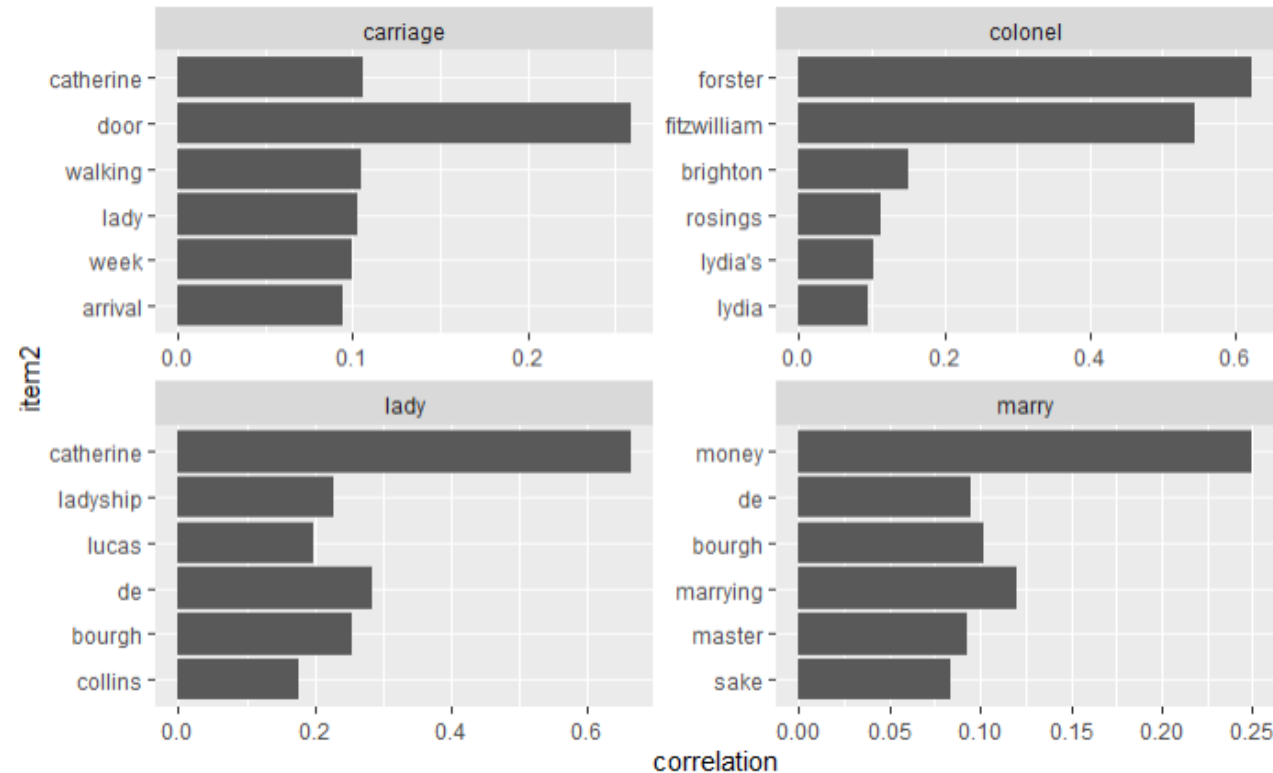 carriage
catherine
door
walking
lady
week
arrival
0.0 0.1 0.2
colonel
forster
fitzwilliam
brighton
rosings
lydia's
lydia
0.0 0.2 0.4 0.6
item2
lady
catherine
ladyship
lucas
de
bourgh
collins
0.0 0.2 0.4 0.6
marry
money
de
bourgh
marrying
master
sake
0.00 0.05 0.10 0.15 0.20 0.25
correlation